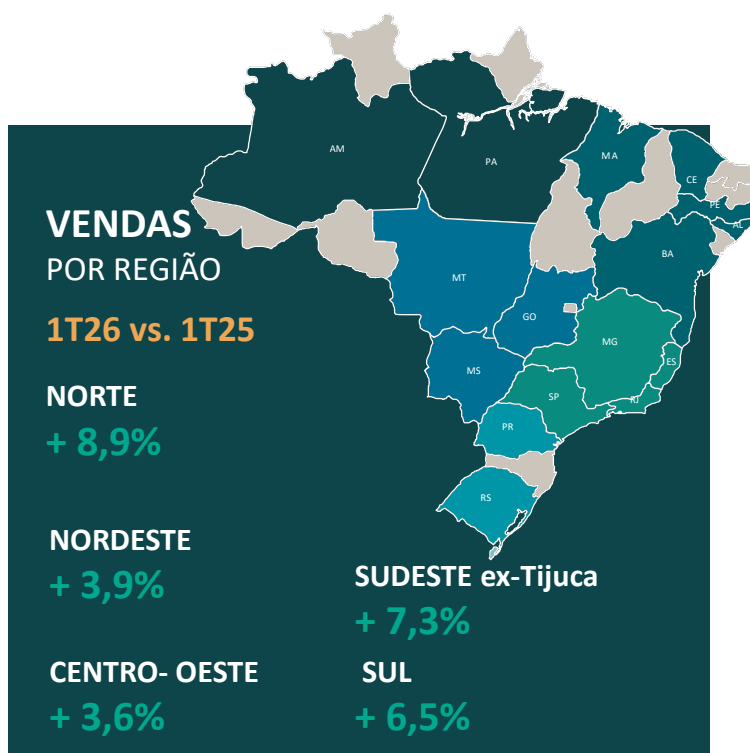 AM
PA
MA
CE
PE
AL
BA
MT
GO
MG
ES
MS
SP
RJ
PR
RS
VENDAS
POR REGIÃO
1T26 vs. 1T25
NORTE
+ 8,9%
NORDESTE
+ 3,9%
CENTRO- OESTE
+ 3,6%
SUDESTE ex-Tijuca
+ 7,3%
SUL
+ 6,5%